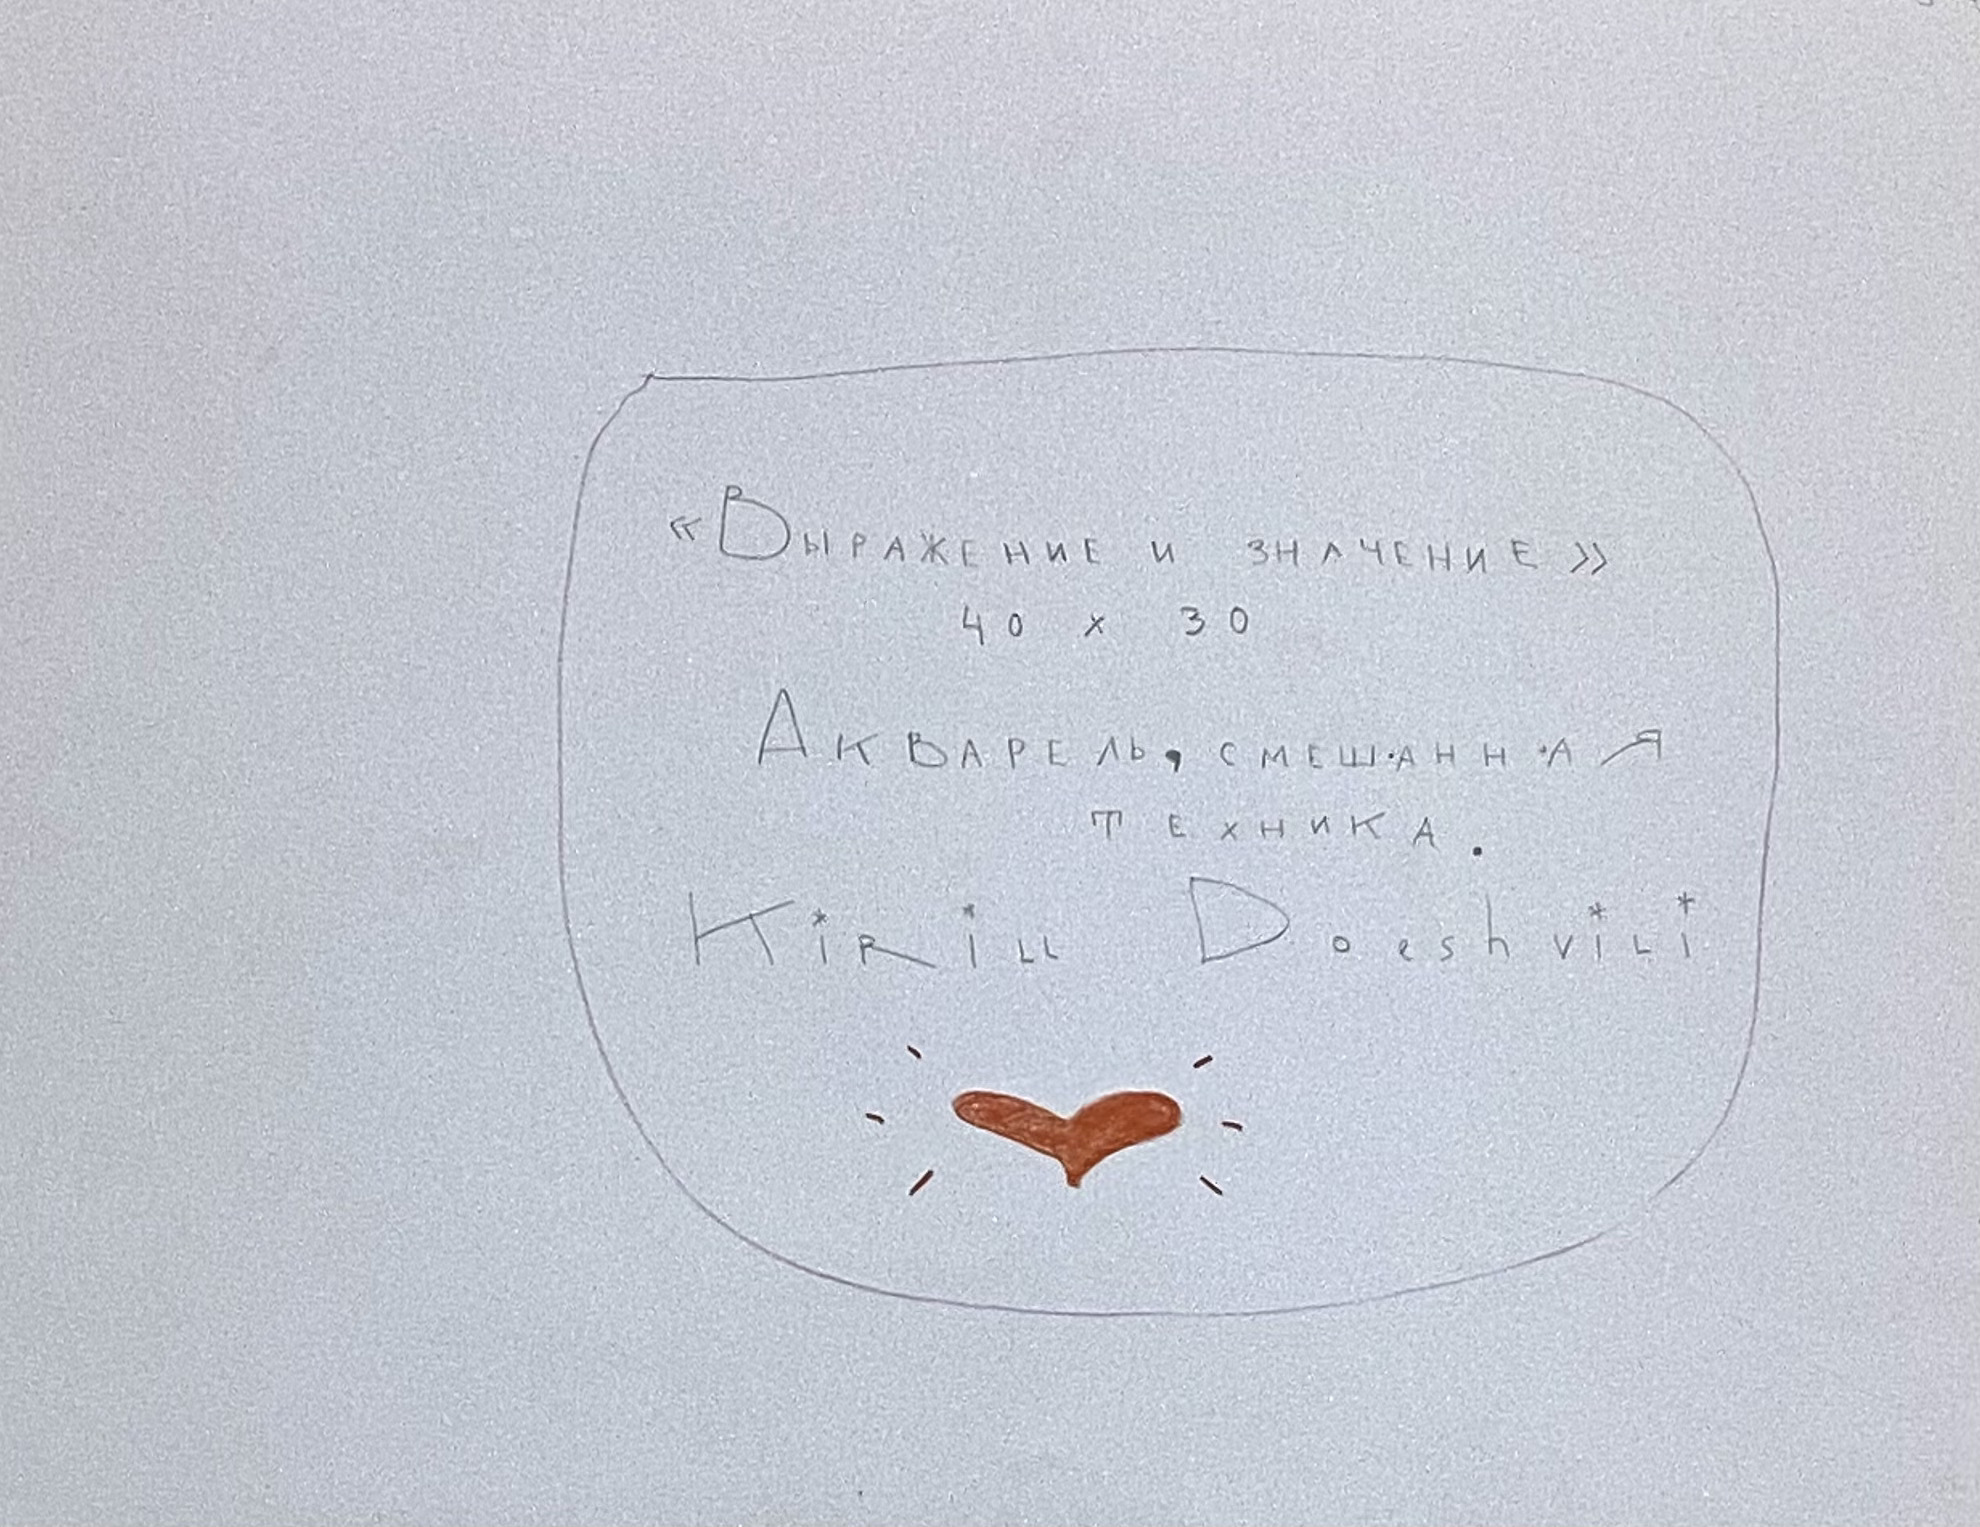 «Выражение и значение»
40 x 30
Акварель, смешанная
техника.
Kirill Doeshvili